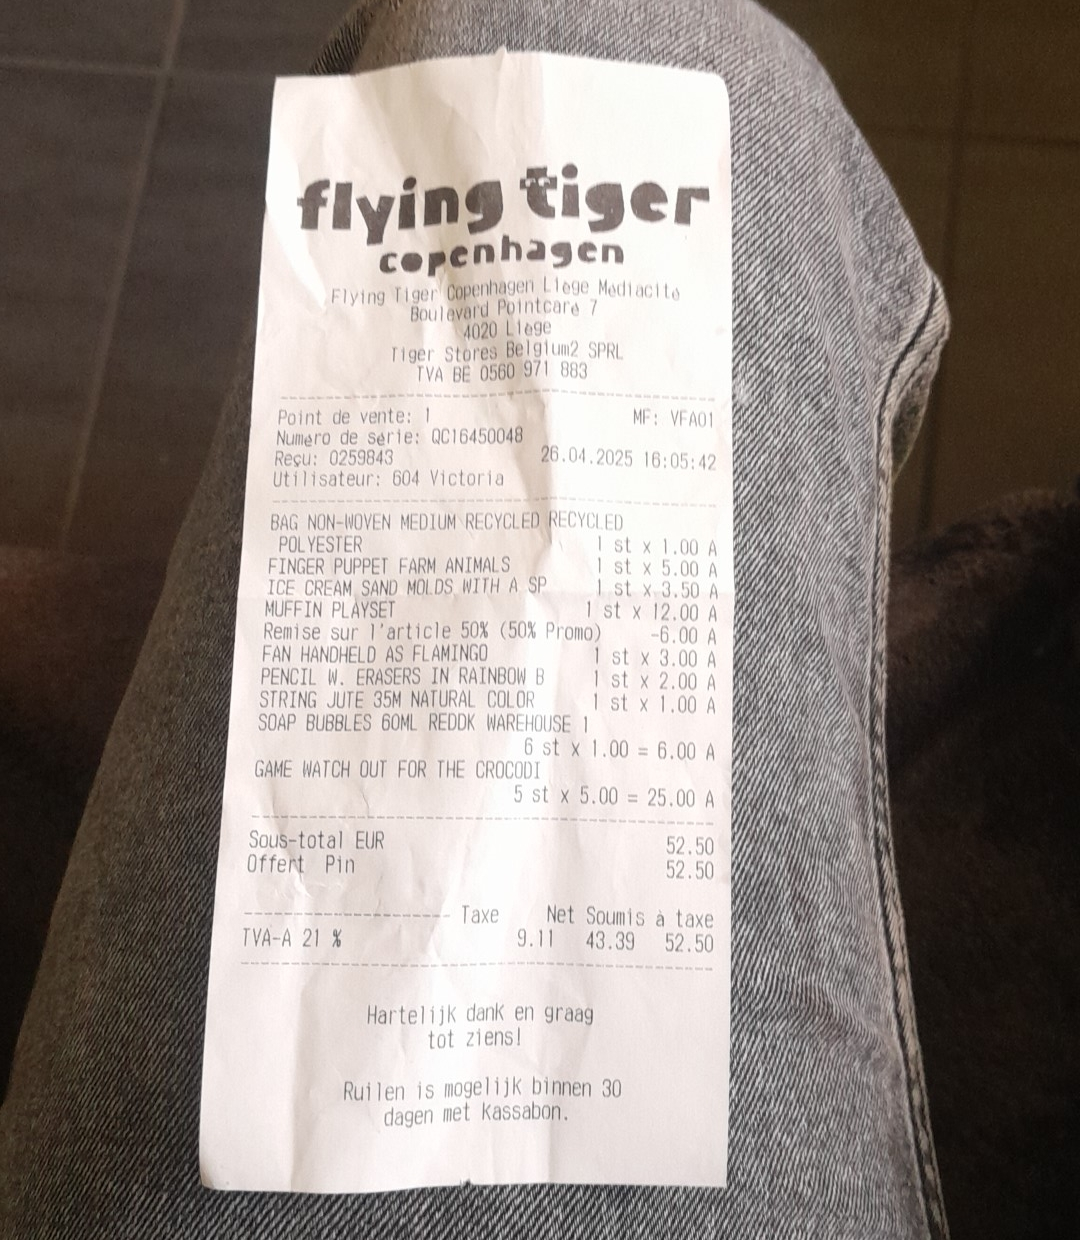 flying tiger
copenhagen
Flying Tiger Copenhagen Liege Mediacite
Boulevard Pointcaré 7
4020 Liège
Tiger Stores Belgium2 SPRL
TVA BE 0560 971 883
Point de vente: 1 MF: VFA01
Numéro de série: QC16450048
Reçu: 0259843 26.04.2025 16:05:42
Utilisateur: 604 Victoria
BAG NON-WOVEN MEDIUM RECYCLED RECYCLED
POLYESTER 1 st x 1.00 A
FINGER PUPPET FARM ANIMALS 1 st x 5.00 A
ICE CREAM SAND MOLDS WITH A SP 1 st x 3.50 A
MUFFIN PLAYSET 1 st x 12.00 A
Remise sur l'article 50% (50% Promo) -6.00 A
FAN HANDHELD AS FLAMINGO 1 st x 3.00 A
PENCIL W. ERASERS IN RAINBOW B 1 st x 2.00 A
STRING JUTE 35M NATURAL COLOR 1 st x 1.00 A
SOAP BUBBLES 60ML REDDK WAREHOUSE 1
6 st x 1.00 = 6.00 A
GAME WATCH OUT FOR THE CROCODI
5 st x 5.00 = 25.00 A
Sous-total EUR 52.50
Offert Pin 52.50
Taxe Net Soumis à taxe
TVA-A 21 % 9.11 43.39 52.50
Hartelijk dank en graag
tot ziens!
Ruilen is mogelijk binnen 30
dagen met kassabon.